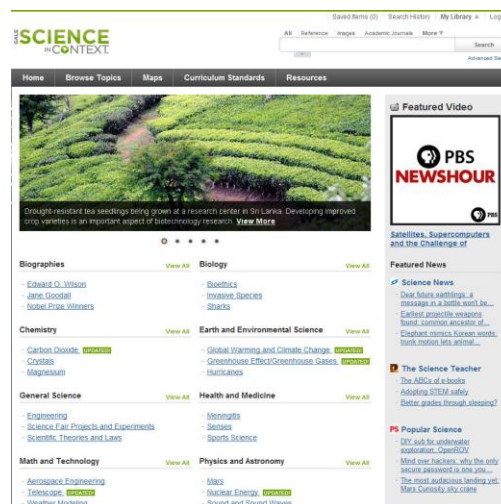 Saved Items (0) Search History My Library Log
GALE SCIENCE IN CONTEXT
All Reference Images Academic Journals More
Search
Advanced Se
Home Browse Topics Maps Curriculum Standards Resources
Drought-resistant tea seedlings being grown at a research center in Sri Lanka. Developing improved
crop varieties is an important aspect of biotechnology research. View More
Biographies View All
Edward O. Wilson
Jane Goodall
Nobel Prize Winners
Biology View All
Bioethics
Invasive Species
Sharks
Chemistry View All
Carbon Dioxide UPDATED!
Crystals
Magnesium
Earth and Environmental Science View All
Global Warming and Climate Change UPDATED!
Greenhouse Effect/Greenhouse Gases UPDATED!
Hurricanes
General Science View All
Engineering
Science Fair Projects and Experiments
Scientific Theories and Laws
Health and Medicine View All
Meningitis
Senses
Sports Science
Math and Technology View All
Aerospace Engineering
Telescope UPDATED!
Weather Modeling
Physics and Astronomy View All
Mars
Nuclear Energy UPDATED!
Sound and Sound Waves
Featured Video
PBS
NEWSHOUR
PBS
Satellites, Supercomputers
and the Challenge of
Featured News
Science News
Dear future earthlings: a
message in a bottle won't be...
Earliest projectile weapons
found: common ancestor of...
Elephant mimics Korean words:
trunk motion lets animal...
The Science Teacher
The ABCs of e-books
Adopting STEM safely
Better grades through sleeping?
PS Popular Science
DIY sub for underwater
exploration: OpenROV
Mind over hackers: why the only
secure password is one you...
The most audacious landing yet:
Mars Curiosity sky crane